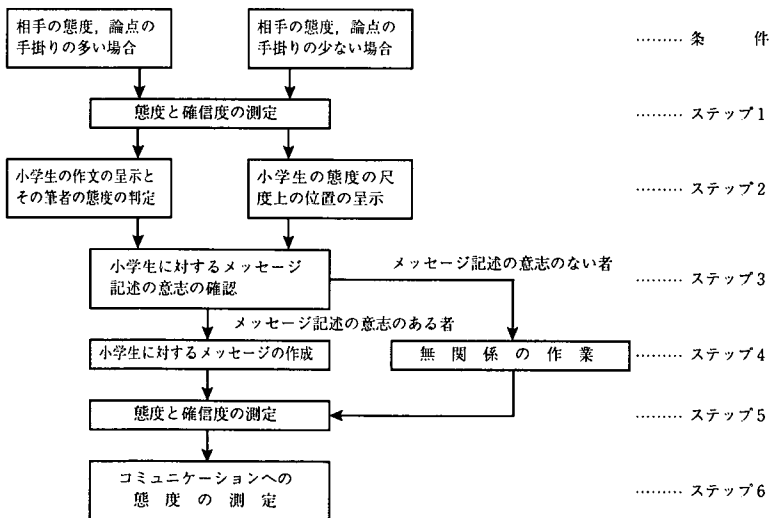 相手の態度，論点の
手掛りの多い場合
相手の態度，論点の
手掛りの少ない場合
……… 条　　件
態度と確信度の測定
……… ステップ1
小学生の作文の呈示と
その筆者の態度の判定
小学生の態度の尺
度上の位置の呈示
……… ステップ2
小学生に対するメッセージ
記述の意志の確認
メッセージ記述の意志のない者
……… ステップ3
メッセージ記述の意志のある者
小学生に対するメッセージの作成
無 関 係 の 作 業
……… ステップ4
態度と確信度の測定
……… ステップ5
コミュニケーションへの
態 度 の 測 定
……… ステップ6